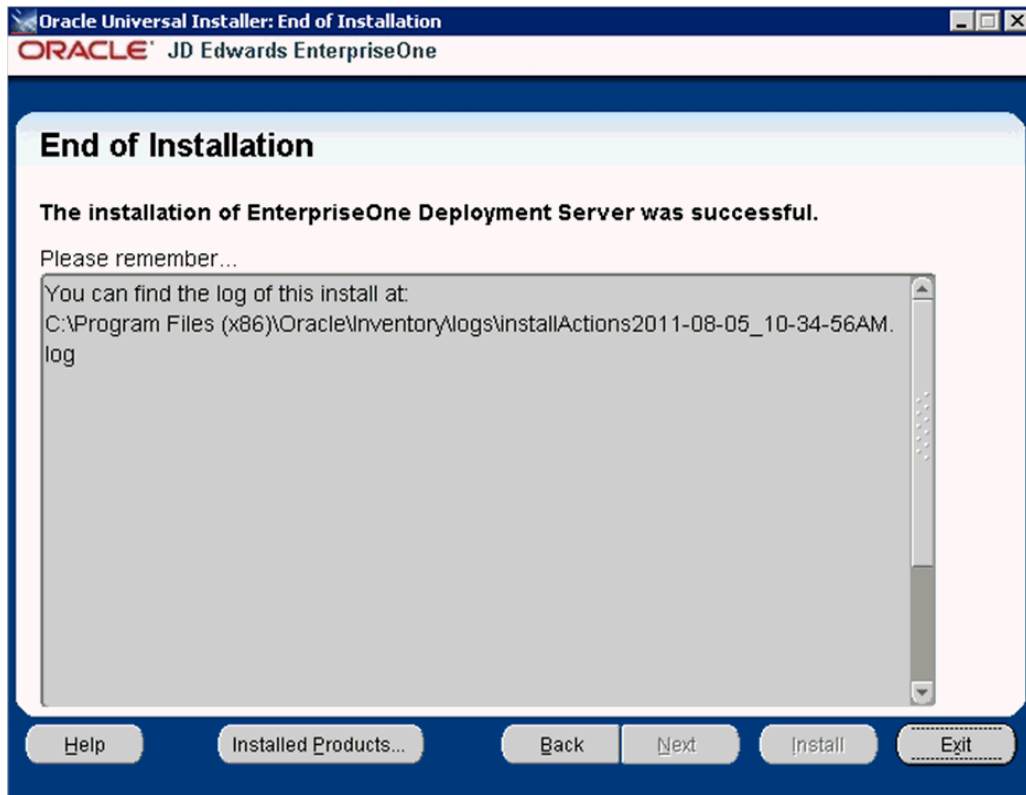 Oracle Universal Installer: End of Installation
ORACLE JD Edwards EnterpriseOne
End of Installation
The installation of EnterpriseOne Deployment Server was successful.
Please remember...
You can find the log of this install at:
C:\Program Files (x86)\Oracle\Inventory\logs\installActions2011-08-05_10-34-56AM.
log
Help Installed Products... Back Next Install Exit